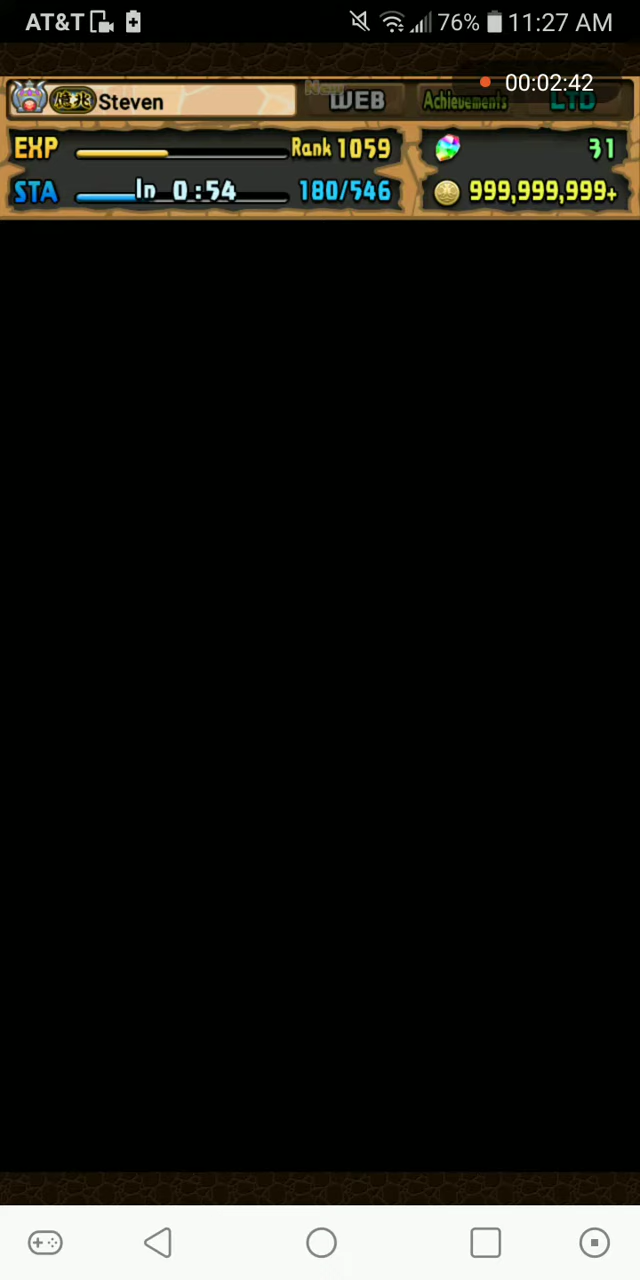 AT&T 76% 11:27 AM
00:02:42
Steven WEB Achievements LTD
EXP Rank 1059 31
STA In 0:54 180/546 999,999,999+